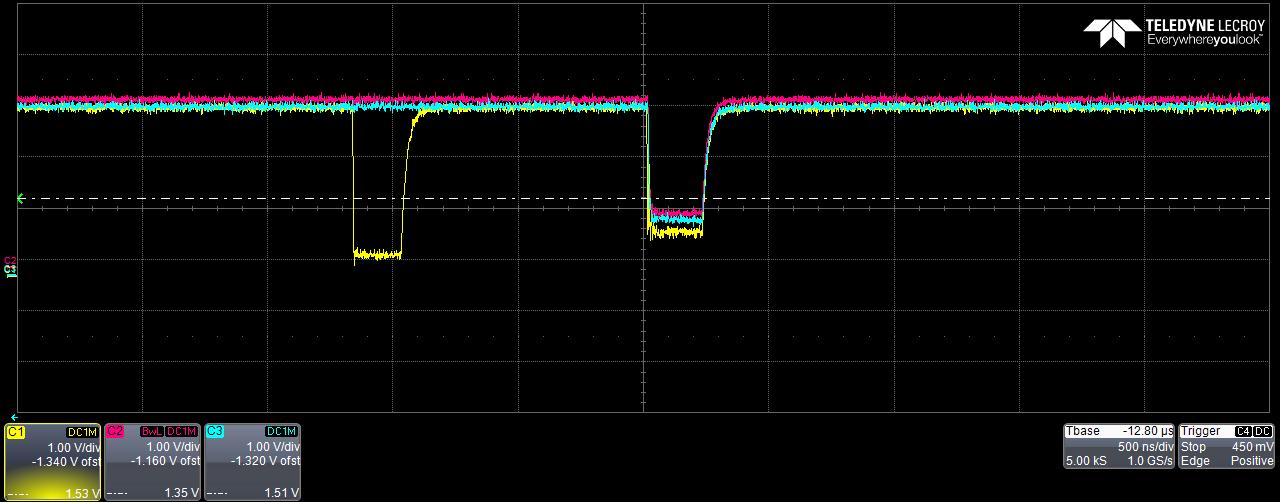 TELEDYNE LECROY
Everywhereyoulook™
C2
C1 DC1M
1.00 V/div
-1.340 V ofst
1.53 V
C2 BwL DC1M
1.00 V/div
-1.160 V ofst
1.35 V
C3 DC1M
1.00 V/div
-1.320 V ofst
1.51 V
Tbase -12.80 µs
500 ns/div
5.00 kS 1.0 GS/s
Trigger C4 DC
Stop 450 mV
Edge Positive